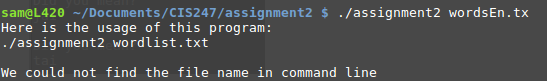 sam@L420 ~/Documents/CIS247/assignment2 $ ./assignment2 wordsEn.tx
Here is the usage of this program:
./assignment2 wordlist.txt

We could not find the file name in command line